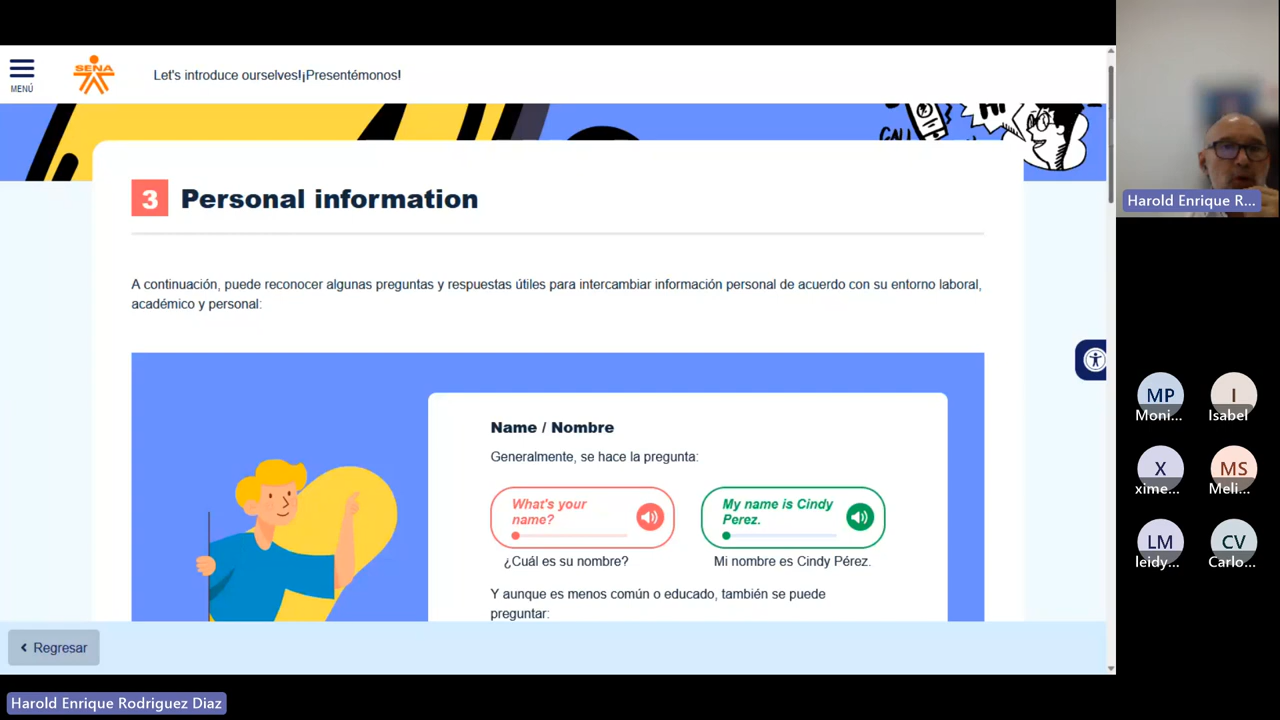 MENÚ
SENA
Let's introduce ourselves!¡Presentémonos!
CALL
HI
3 Personal information
A continuación, puede reconocer algunas preguntas y respuestas útiles para intercambiar información personal de acuerdo con su entorno laboral,
académico y personal:
Name / Nombre
Generalmente, se hace la pregunta:
What's your
name?
My name is Cindy
Perez.
¿Cuál es su nombre?
Mi nombre es Cindy Pérez.
Y aunque es menos común o educado, también se puede
preguntar:
Regresar
Harold Enrique Rodriguez Diaz
Harold Enrique R...
MP
Moni...
I
Isabel
X
xime...
MS
Meli...
LM
leidy...
CV
Carlo...